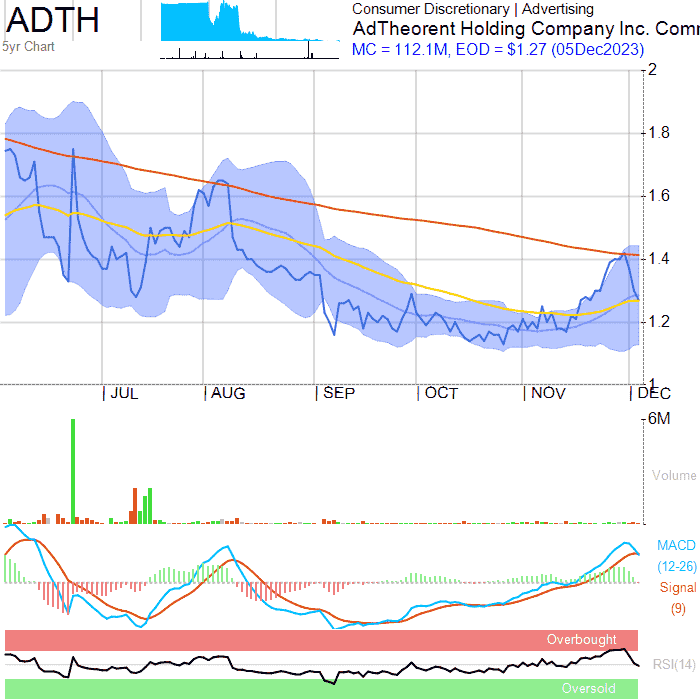 ADTH
5yr Chart
Consumer Discretionary | Advertising
AdTheorent Holding Company Inc. Comm
MC = 112.1M, EOD = $1.27 (05Dec2023)
2
1.8
1.6
1.4
1.2
1
JUL
AUG
SEP
OCT
NOV
DEC
6M
Volume
MACD
(12-26)
Signal
(9)
Overbought
RSI(14)
Oversold